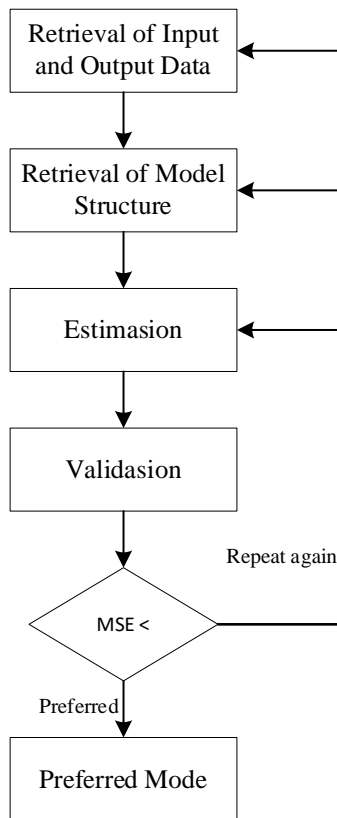 Retrieval of Input
and Output Data
Retrieval of Model
Structure
Estimasion
Validasion
Repeat again
MSE <
Preferred
Preferred Mode